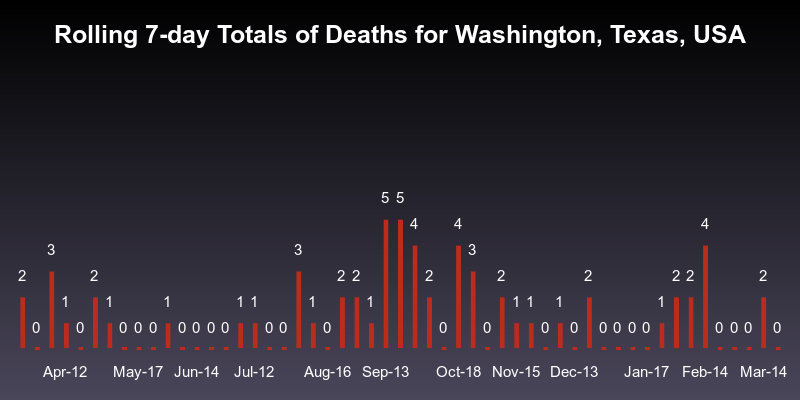 Rolling 7-day Totals of Deaths for Washington, Texas, USA
2 0 3 1 0 2 1 0 0 0 1 0 0 0 0 1 1 0 0 3 1 0 2 2 1 5 5 4 2 0 4 3 0 2 1 1 0 1 0 2 0 0 0 0 1 2 2 4 0 0 0 2 0
Apr-12 May-17 Jun-14 Jul-12 Aug-16 Sep-13 Oct-18 Nov-15 Dec-13 Jan-17 Feb-14 Mar-14